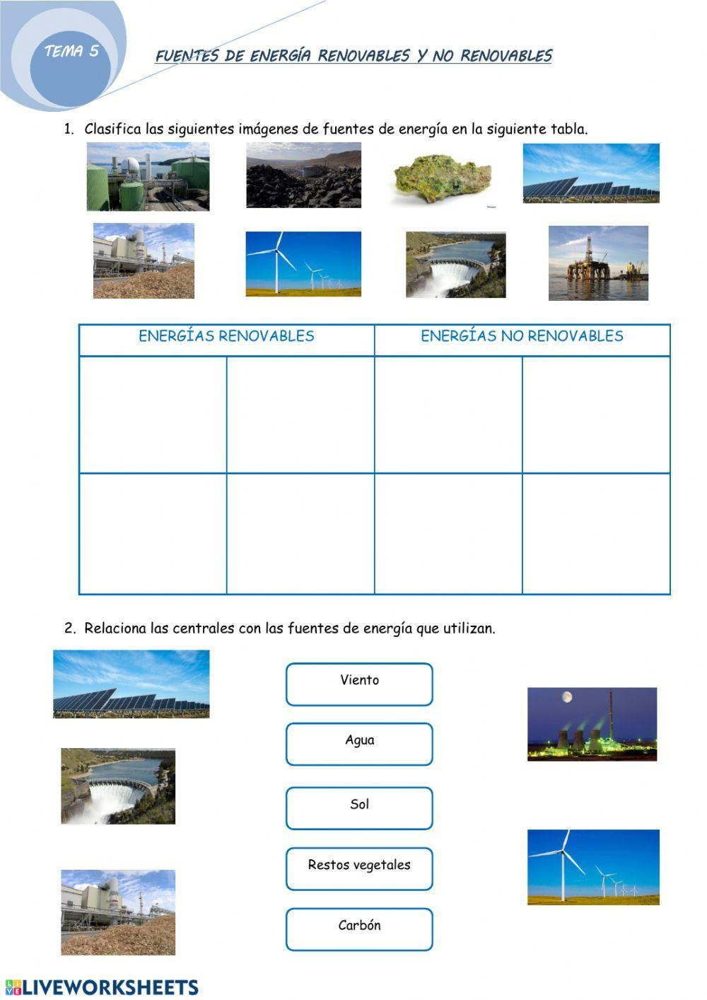 TEMA 5
FUENTES DE ENERGÍA RENOVABLES Y NO RENOVABLES
1. Clasifica las siguientes imágenes de fuentes de energía en la siguiente tabla.
ENERGÍAS RENOVABLES
ENERGÍAS NO RENOVABLES
2. Relaciona las centrales con las fuentes de energía que utilizan.
Viento
Agua
Sol
Restos vegetales
Carbón
LIVE LIVEWORKSHEETS